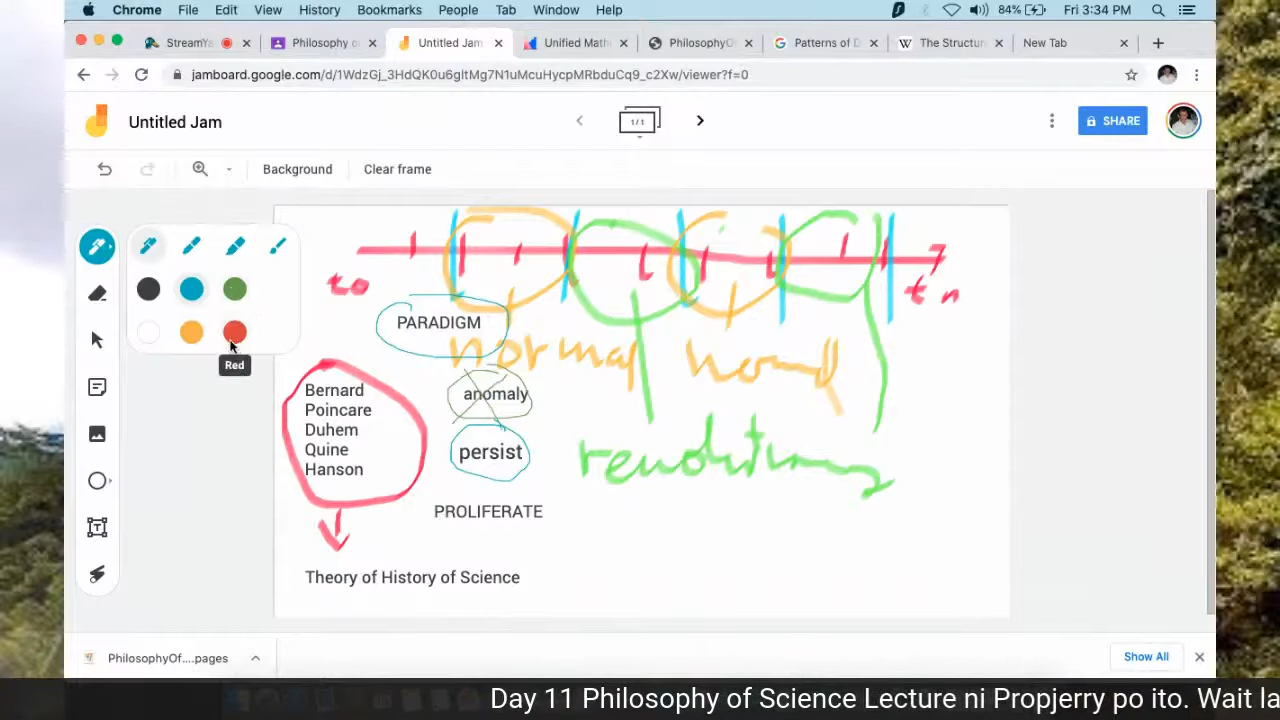 Chrome File Edit View History Bookmarks People Tab Window Help 84% Fri 3:34 PM
StreamYa Philosophy of Untitled Jam Unified Math PhilosophyO Patterns of D The Structur New Tab
jamboard.google.com/d/1WdzGj_3HdQK0u6gltMg7N1uMcuHycpMRbduCq9_c2Xw/viewer?f=0
Untitled Jam 1/1 SHARE
Background Clear frame
to tn
PARADIGM
normal
Red
Bernard
Poincare
Duhem
Quine
Hanson
anomaly
persist
PROLIFERATE
Theory of History of Science
PhilosophyOf....pages Show All
Day 11 Philosophy of Science Lecture ni Propjerry po ito. Wait la